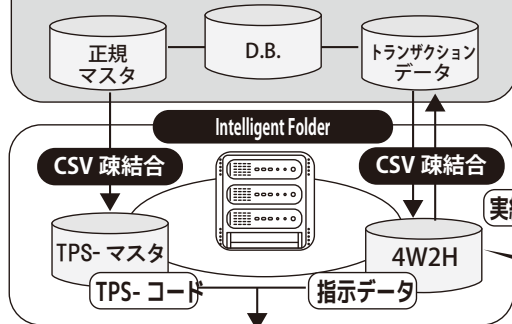 正規
マスタ
D.B.
トランザクション
データ
Intelligent Folder
CSV 疎結合
CSV 疎結合
TPS- マスタ
4W2H
TPS- コード
指示データ